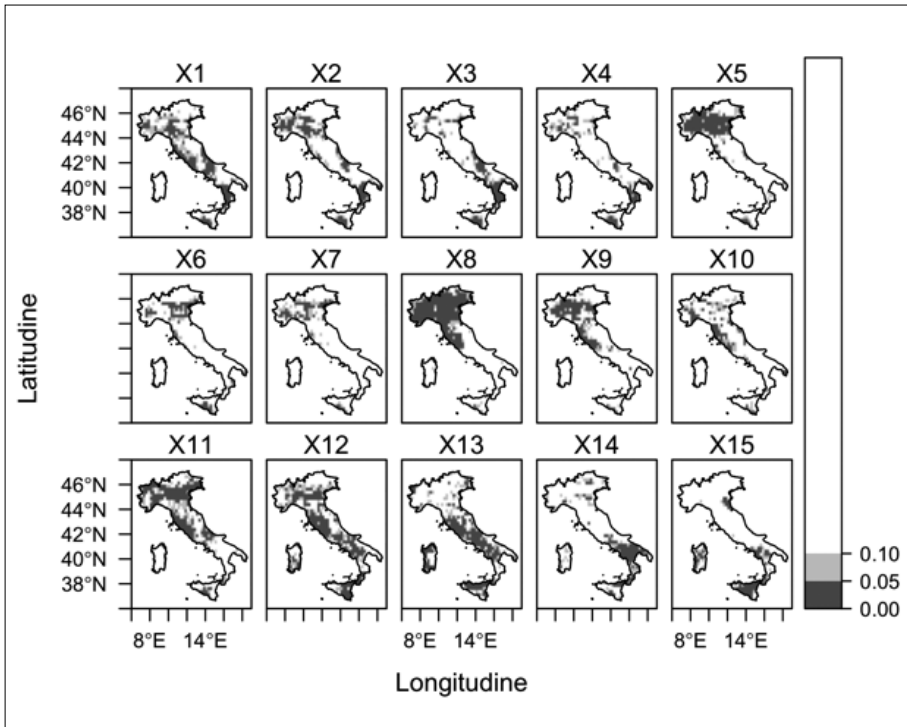 X1 X2 X3 X4 X5
46°N
44°N
42°N
40°N
38°N
X6 X7 X8 X9 X10
Latitudine
X11 X12 X13 X14 X15
46°N
44°N
42°N
40°N
38°N
0.10
0.05
0.00
8°E 14°E 8°E 14°E 8°E 14°E
Longitudine